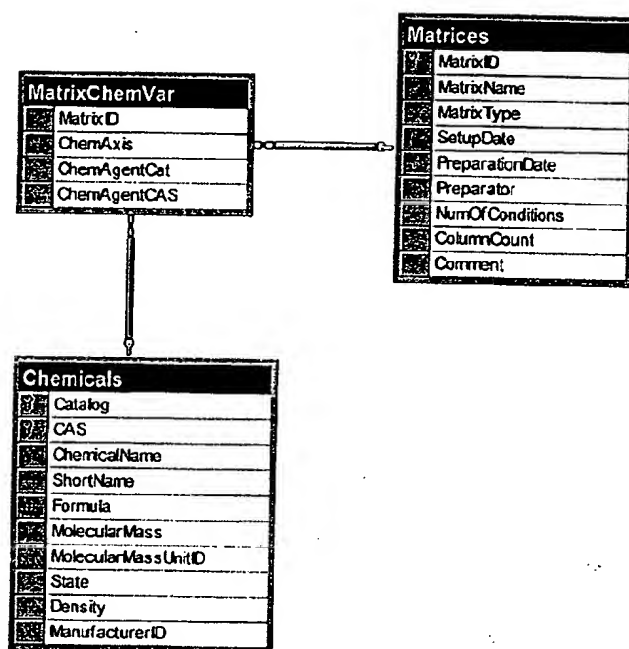 Matrices
MatrixID
MatrixName
MatrixType
SetupDate
PreparationDate
Preparator
NumOfConditions
ColumnCount
Comment
MatrixChemVar
MatrixID
ChemAxis
ChemAgentCat
ChemAgentCAS
Chemicals
Catalog
CAS
ChemicalName
ShortName
Formula
MolecularMass
MolecularMassUnitID
State
Density
ManufacturerID